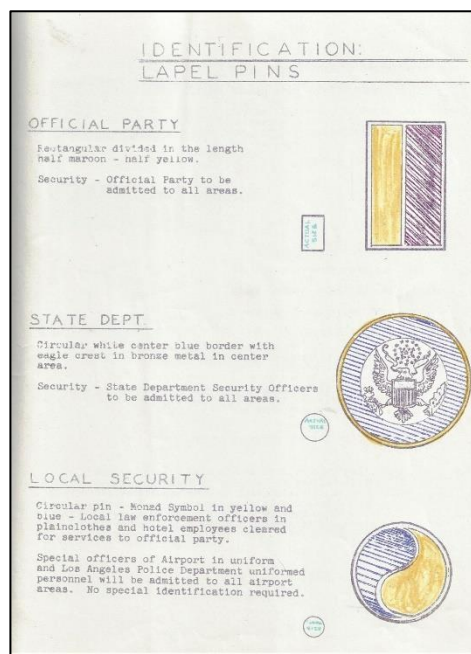 IDENTIFICATION:
LAPEL PINS
OFFICIAL PARTY
Rectangular divided in the length
half maroon - half yellow.
Security - Official Party to be
admitted to all areas.
ACTUAL
SIZE
STATE DEPT.
Circular white center blue border with
eagle crest in bronze metal in center
area.
Security - State Department Security Officers
to be admitted to all areas.
ACTUAL
SIZE
LOCAL SECURITY
Circular pin - Monad Symbol in yellow and
blue - Local law enforcement officers in
plainclothes and hotel employees cleared
for services to official party.
Special officers of Airport in uniform
and Los Angeles Police Department uniformed
personnel will be admitted to all airport
areas. No special identification required.
SIZE